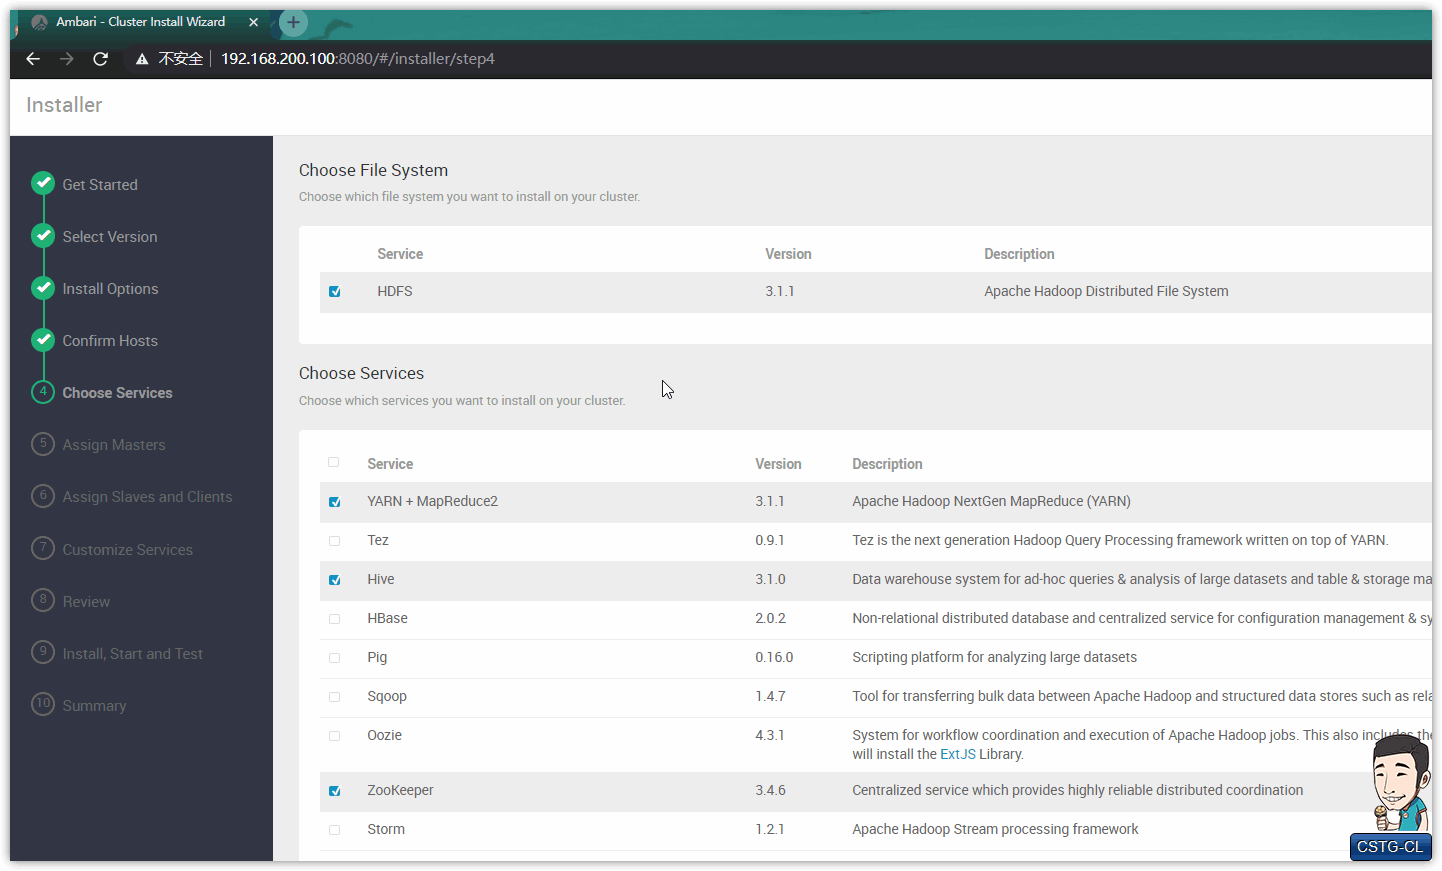 Ambari - Cluster Install Wizard
不安全 | 192.168.200.100:8080/#/installer/step4
Installer
Get Started
Select Version
Install Options
Confirm Hosts
4 Choose Services
5 Assign Masters
6 Assign Slaves and Clients
7 Customize Services
8 Review
9 Install, Start and Test
10 Summary
Choose File System
Choose which file system you want to install on your cluster.
Service Version Description
HDFS 3.1.1 Apache Hadoop Distributed File System
Choose Services
Choose which services you want to install on your cluster.
Service Version Description
YARN + MapReduce2 3.1.1 Apache Hadoop NextGen MapReduce (YARN)
Tez 0.9.1 Tez is the next generation Hadoop Query Processing framework written on top of YARN.
Hive 3.1.0 Data warehouse system for ad-hoc queries & analysis of large datasets and table & storage ma
HBase 2.0.2 Non-relational distributed database and centralized service for configuration management & sy
Pig 0.16.0 Scripting platform for analyzing large datasets
Sqoop 1.4.7 Tool for transferring bulk data between Apache Hadoop and structured data stores such as rela
Oozie 4.3.1 System for workflow coordination and execution of Apache Hadoop jobs. This also includes the
will install the ExtJS Library.
ZooKeeper 3.4.6 Centralized service which provides highly reliable distributed coordination
Storm 1.2.1 Apache Hadoop Stream processing framework
CSTG-CL